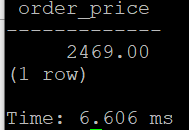 order_price
-------------
2469.00
(1 row)
Time: 6.606 ms